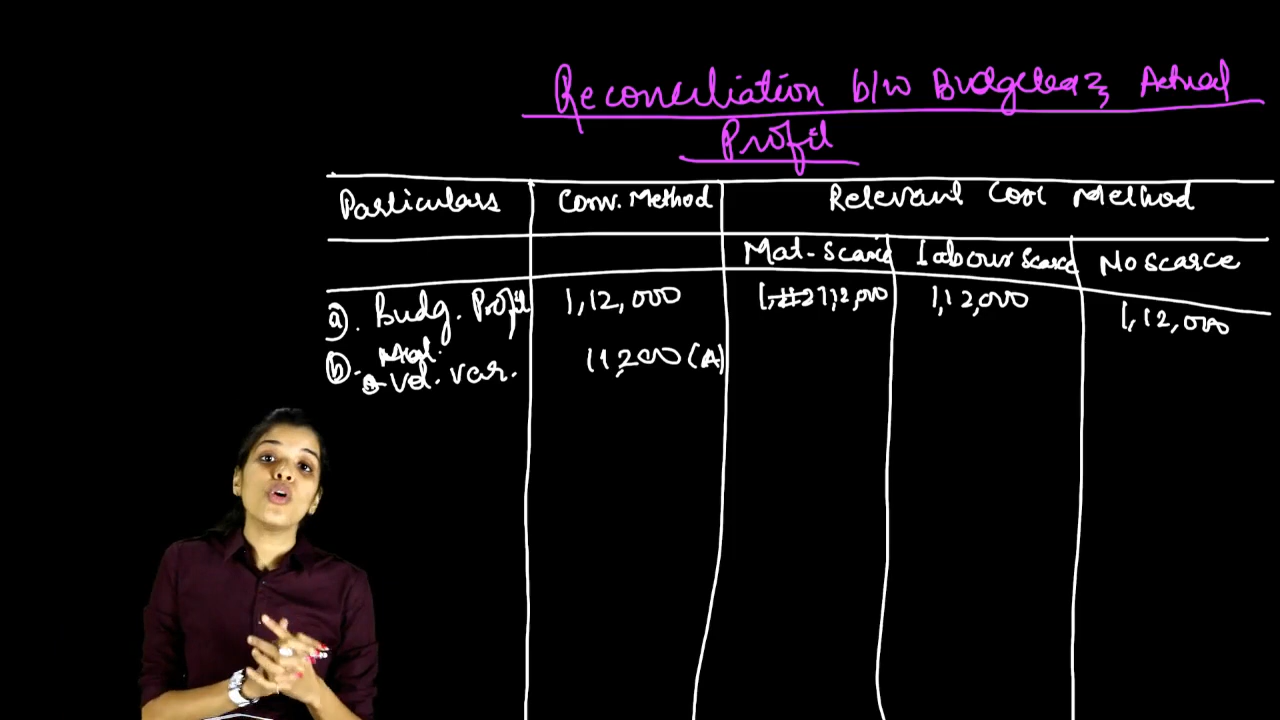 Reconciliation b/w Budgeted & Actual
Profit
Particulars Conv. Method Relevant Cost Method
Mat-Scarce Labour Scarce No Scarce
a). Budg. Profit 1,12,000 1,12,000 1,12,000 1,12,000
b). Vol. var. 11,200 (A)